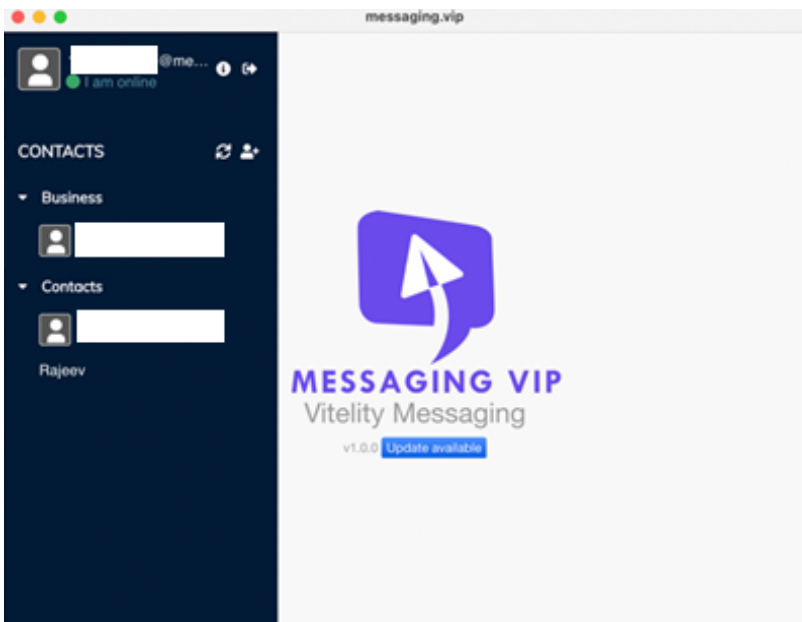 messaging.vip
@me...
I am online
CONTACTS
Business
Contacts
Rajeev
MESSAGING VIP
Vitelity Messaging
v1.0.0 Update available